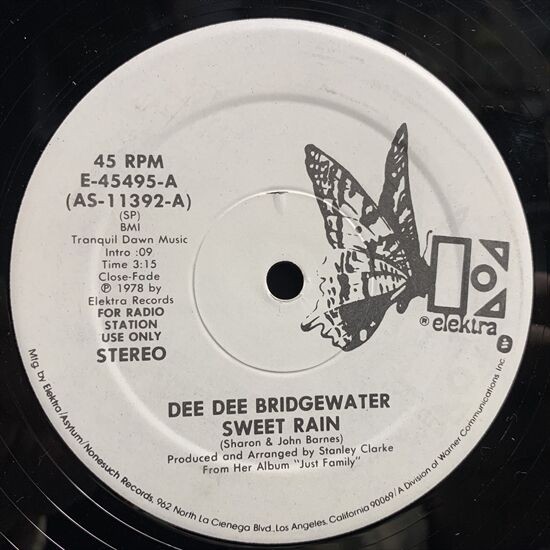 45 RPM
E-45495-A
(AS-11392-A)
(SP)
BMI
Tranquil Dawn Music
Intro :09
Time 3:15
Close-Fade
℗ 1978 by
Elektra Records
FOR RADIO
STATION
USE ONLY
STEREO
® elektra
DEE DEE BRIDGEWATER
SWEET RAIN
(Sharon & John Barnes)
Produced and Arranged by Stanley Clarke
From Her Album "Just Family"
Mfg. by Elektra/Asylum/Nonesuch Records, 962 North La Cienega Blvd., Los Angeles, California 90069/A Division of Warner Communications Inc.